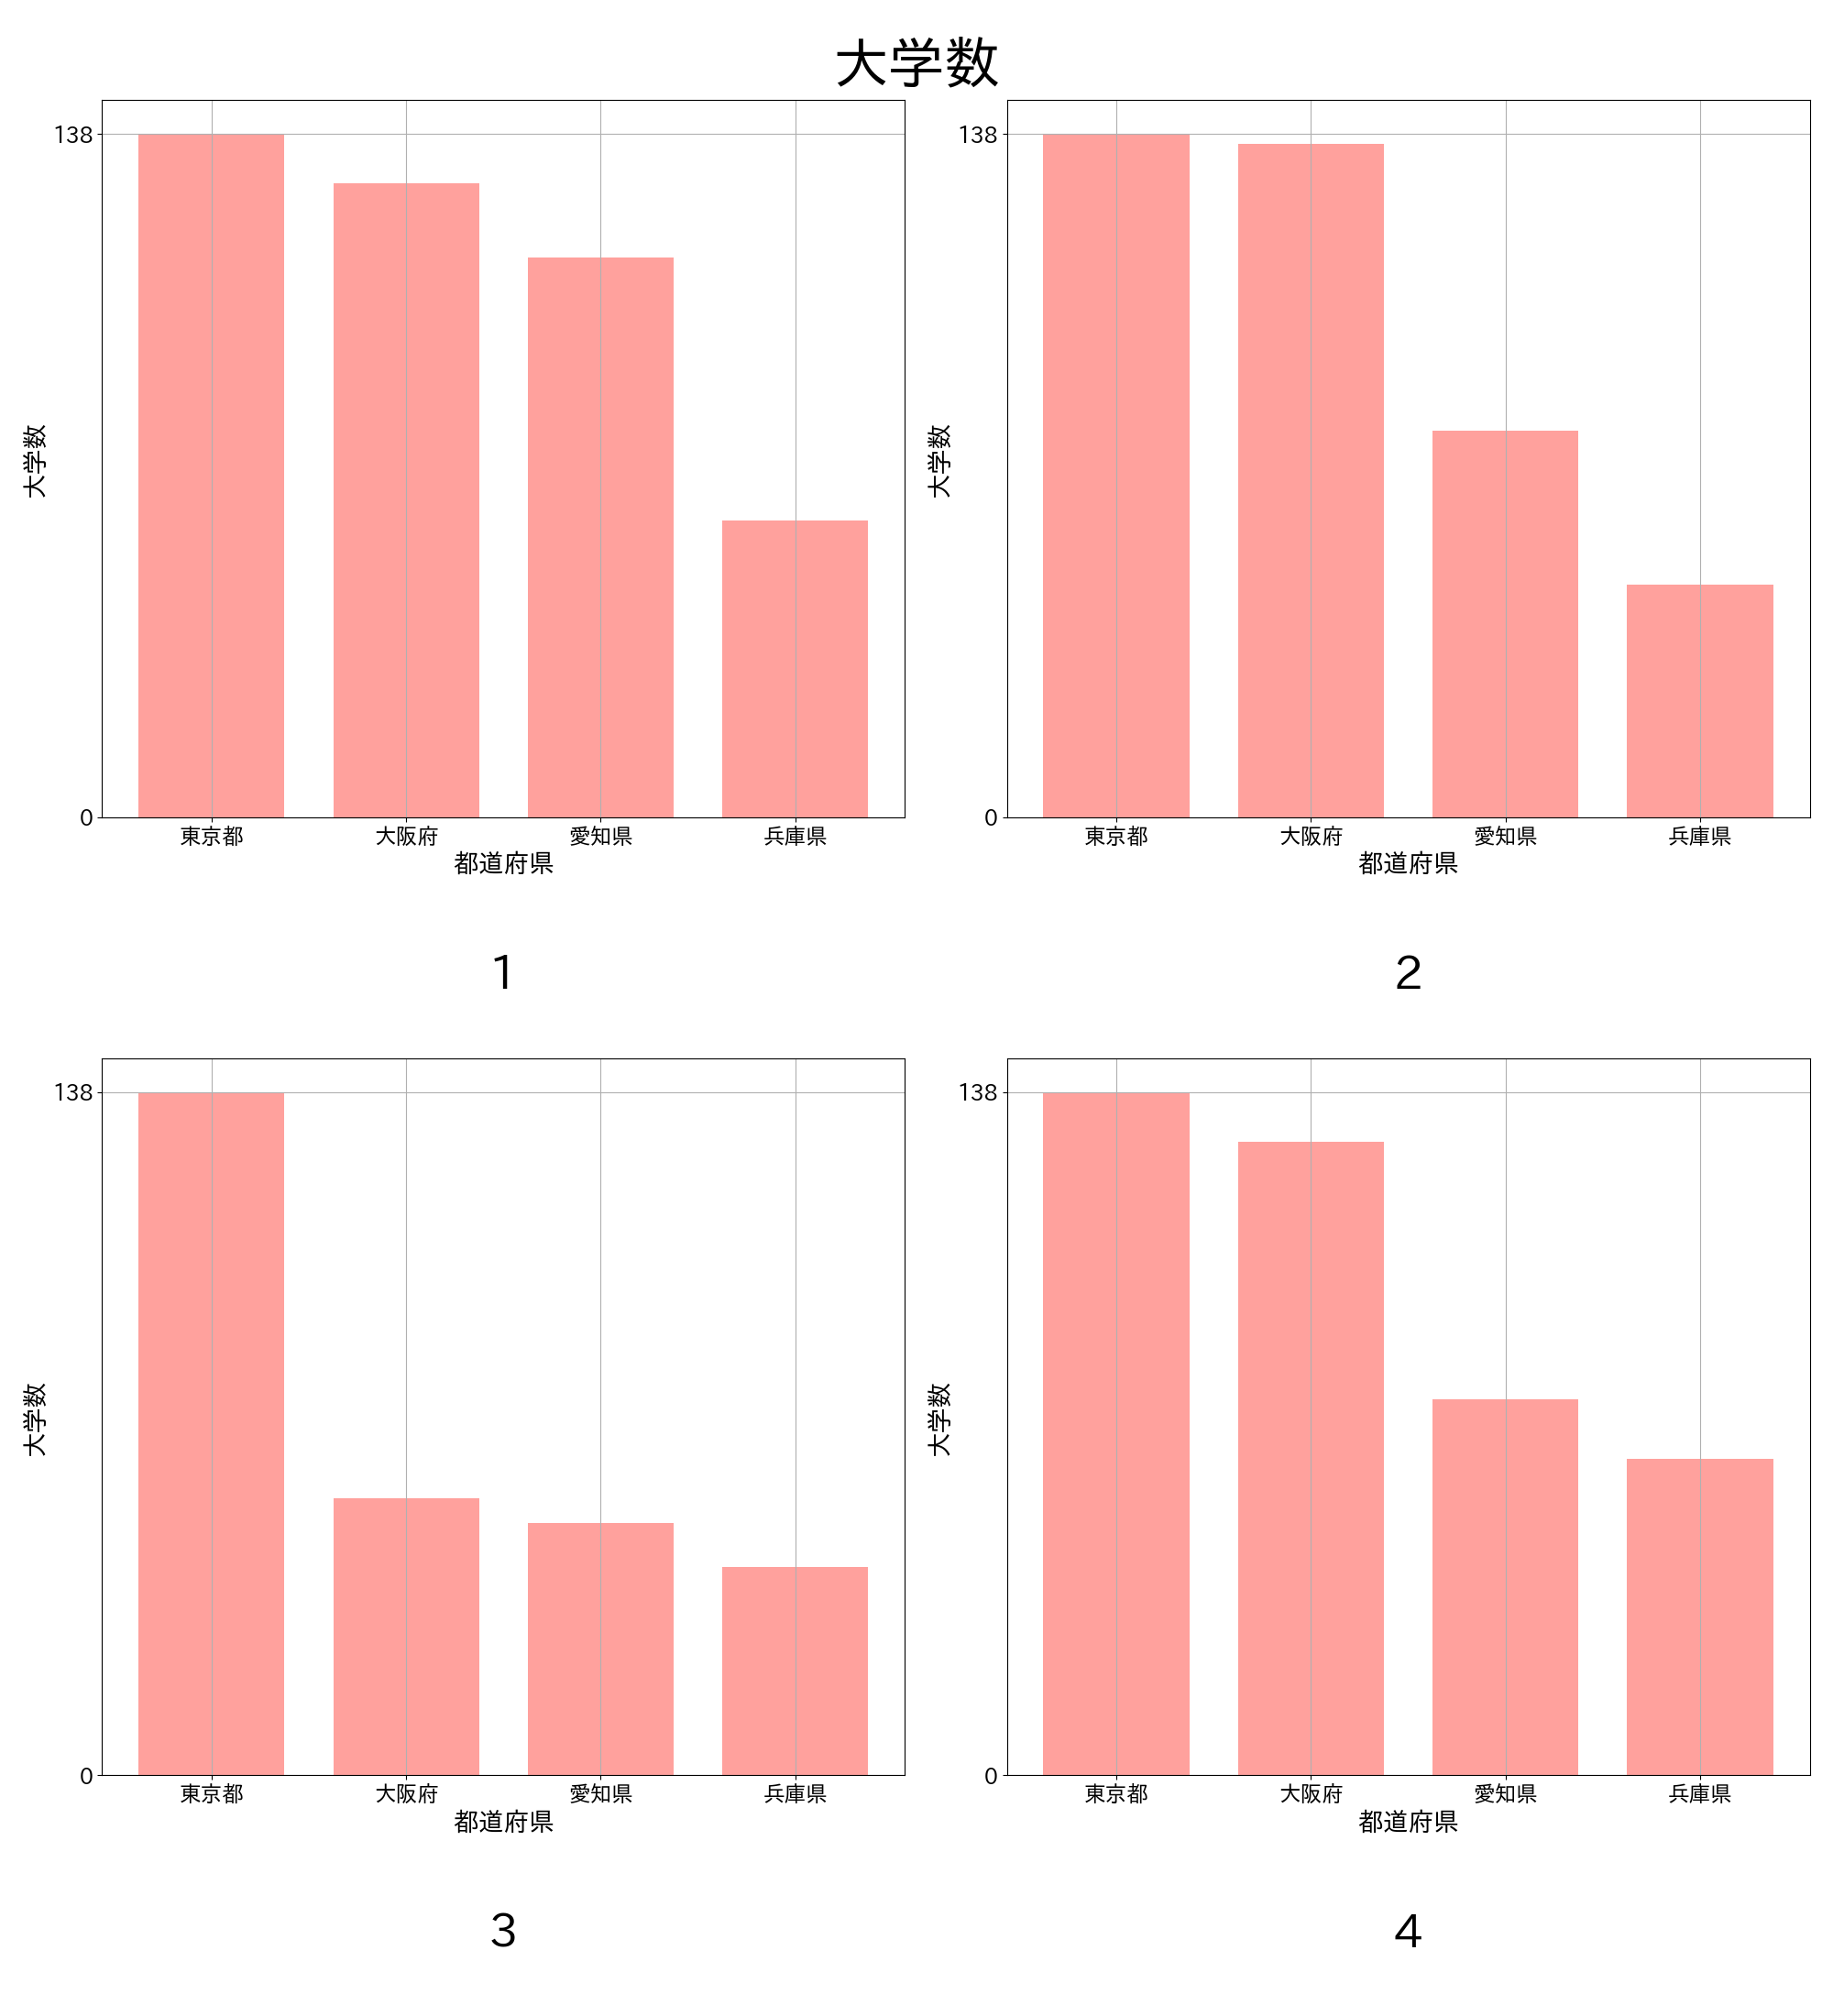 大学数
138
0
大学数
東京都 大阪府 愛知県 兵庫県
都道府県
1
138
0
大学数
東京都 大阪府 愛知県 兵庫県
都道府県
2
138
0
大学数
東京都 大阪府 愛知県 兵庫県
都道府県
3
138
0
大学数
東京都 大阪府 愛知県 兵庫県
都道府県
4